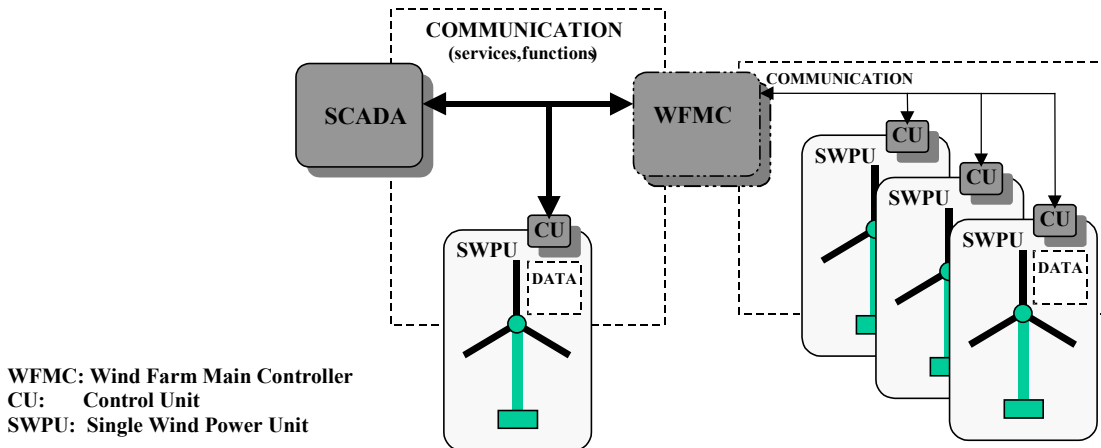 COMMUNICATION
(services,functions)
COMMUNICATION
SCADA
WFMC
CU
SWPU
CU
SWPU
CU
SWPU
DATA
CU
SWPU
DATA
WFMC: Wind Farm Main Controller
CU: Control Unit
SWPU: Single Wind Power Unit